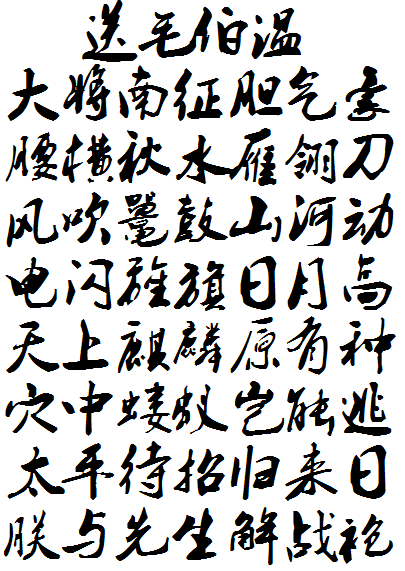 送毛伯温
大将南征胆气豪
腰横秋水雁翎刀
风吹鼍鼓山河动
电闪旌旗日月高
天上麒麟原有种
穴中蝼蚁岂能逃
太平待招归来日
朕与先生解战袍